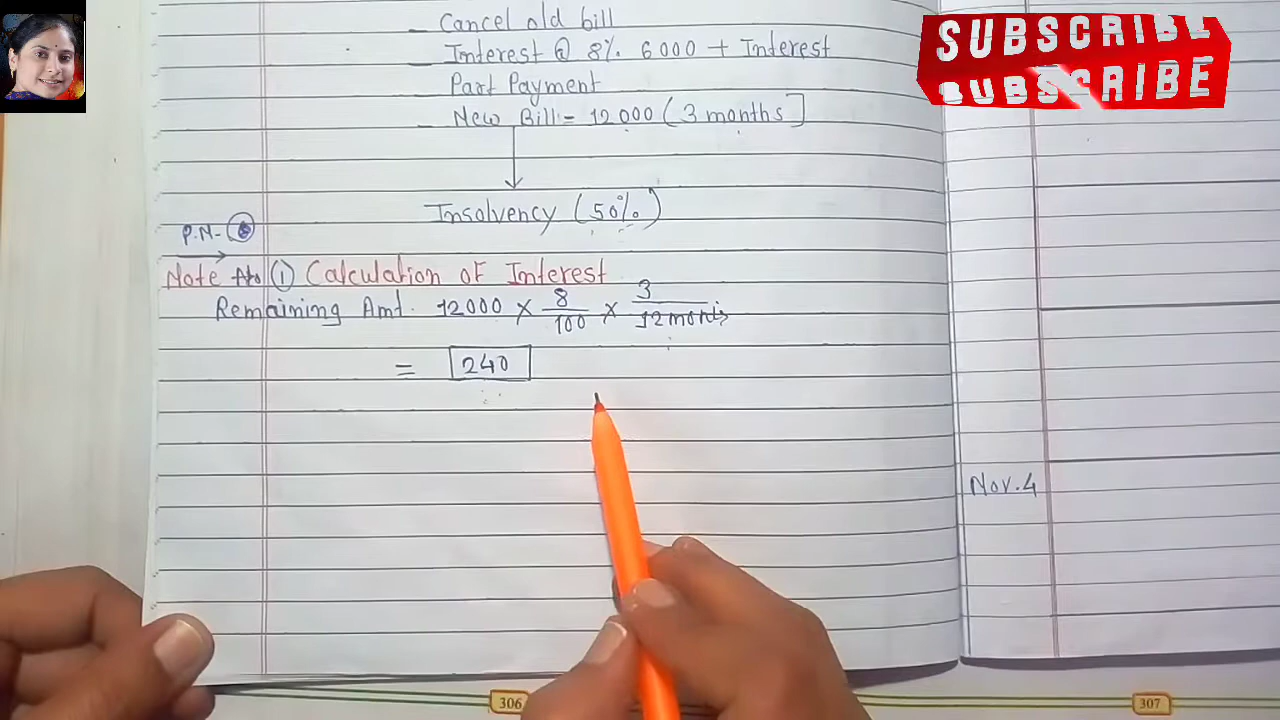 Cancel old bill
Interest @ 8%. 6000 + Interest
Part Payment
New Bill = 12000 (3 months]
Insolvency (50%)
P.N-
Note No ① Calculation of Interest
Remaining Amt. 12000 × 8/100 × 3/12 months
= 240
Nov. 4
306
307
SUBSCRIBE
SUBSCRIBE